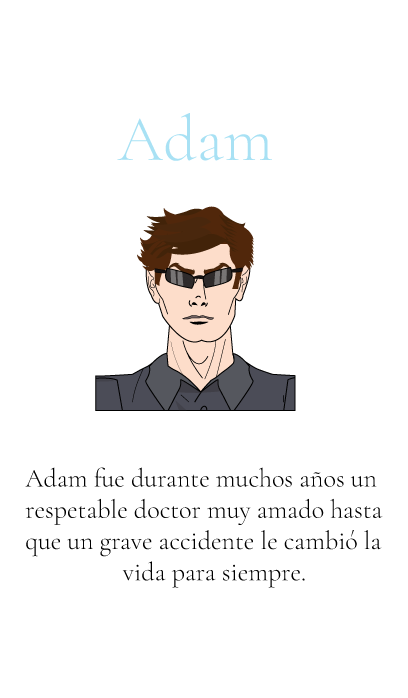 Adam
Adam fue durante muchos años un
respetable doctor muy amado hasta
que un grave accidente le cambió la
vida para siempre.